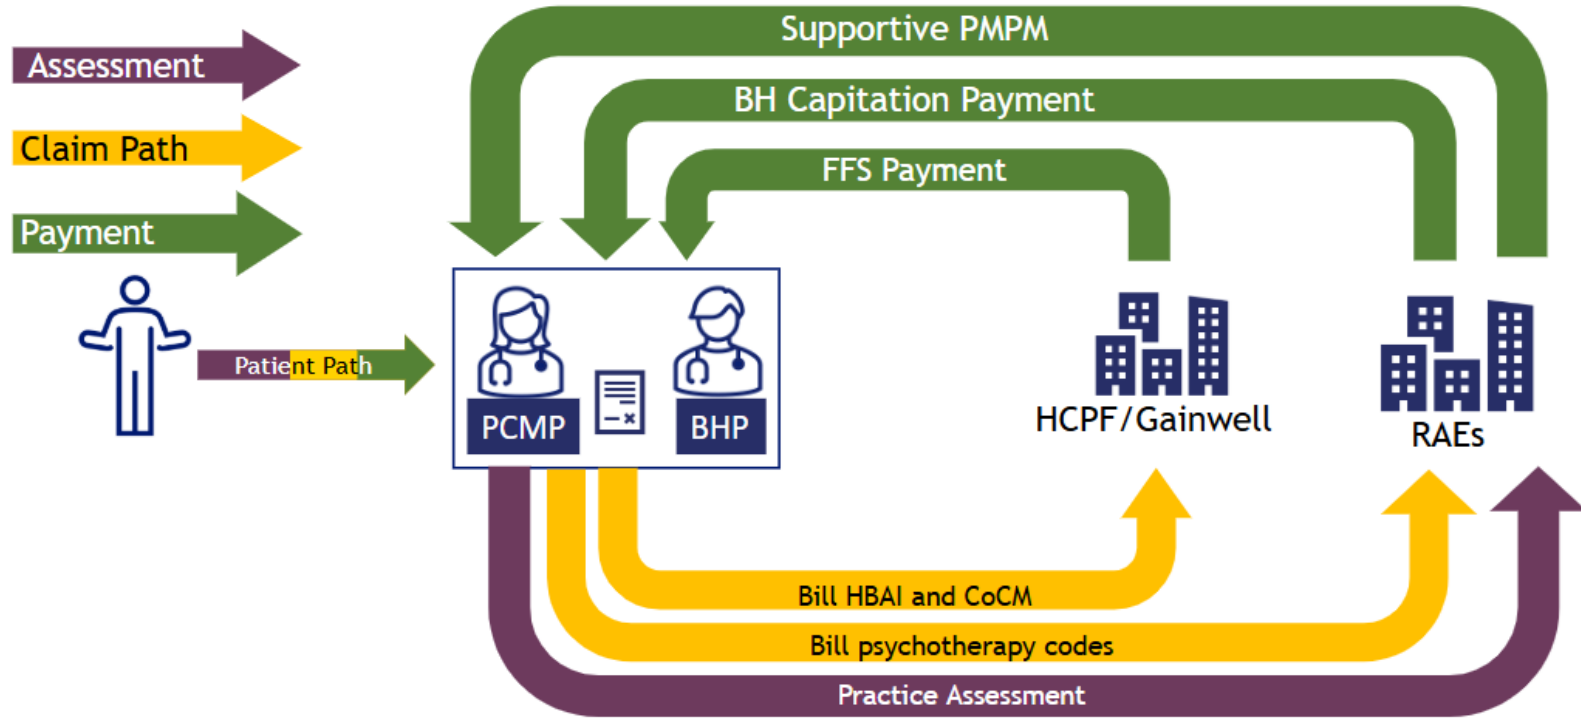 Supportive PMPM
Assessment
BH Capitation Payment
Claim Path
FFS Payment
Payment
Patient Path
PCMP
BHP
HCPF/Gainwell
RAEs
Bill HBAI and CoCM
Bill psychotherapy codes
Practice Assessment